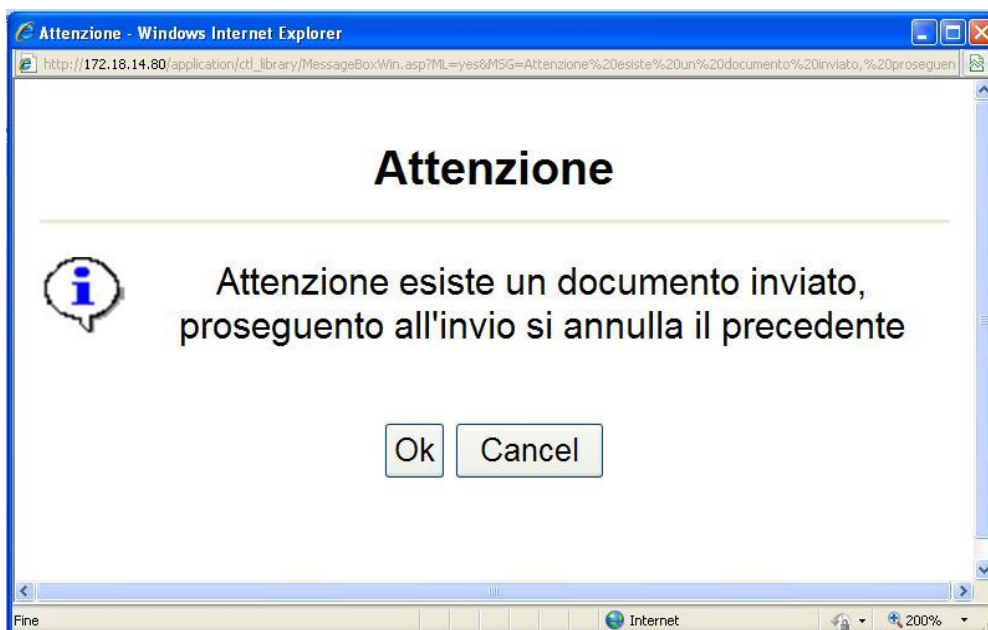 Attenzione - Windows Internet Explorer
http://172.18.14.80/application/ctl_library/MessageBoxWin.asp?ML=yes&MSG=Attenzione%20esiste%20un%20documento%20inviato,%20proseguen
Attenzione
Attenzione esiste un documento inviato,
proseguento all'invio si annulla il precedente
Ok Cancel
Fine Internet 200%